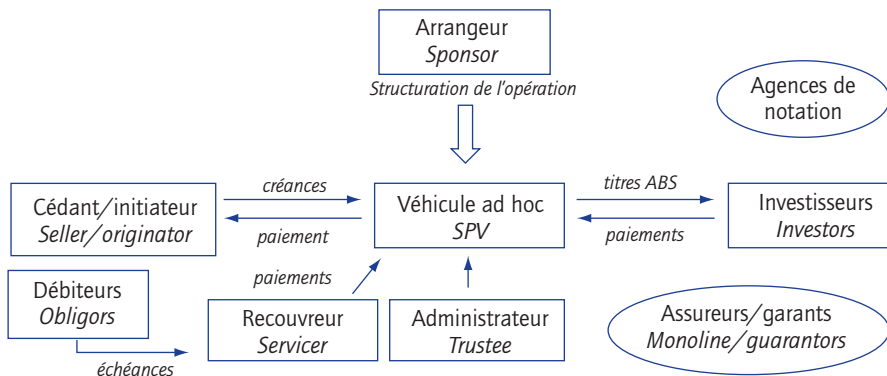 Arrangeur
Sponsor
Structuration de l'opération
Agences de
notation
Cédant/initiateur
Seller/originator
créances
paiement
Véhicule ad hoc
SPV
titres ABS
paiements
Investisseurs
Investors
Débiteurs
Obligors
échéances
paiements
Recouvreur
Servicer
Administrateur
Trustee
Assureurs/garants
Monoline/guarantors